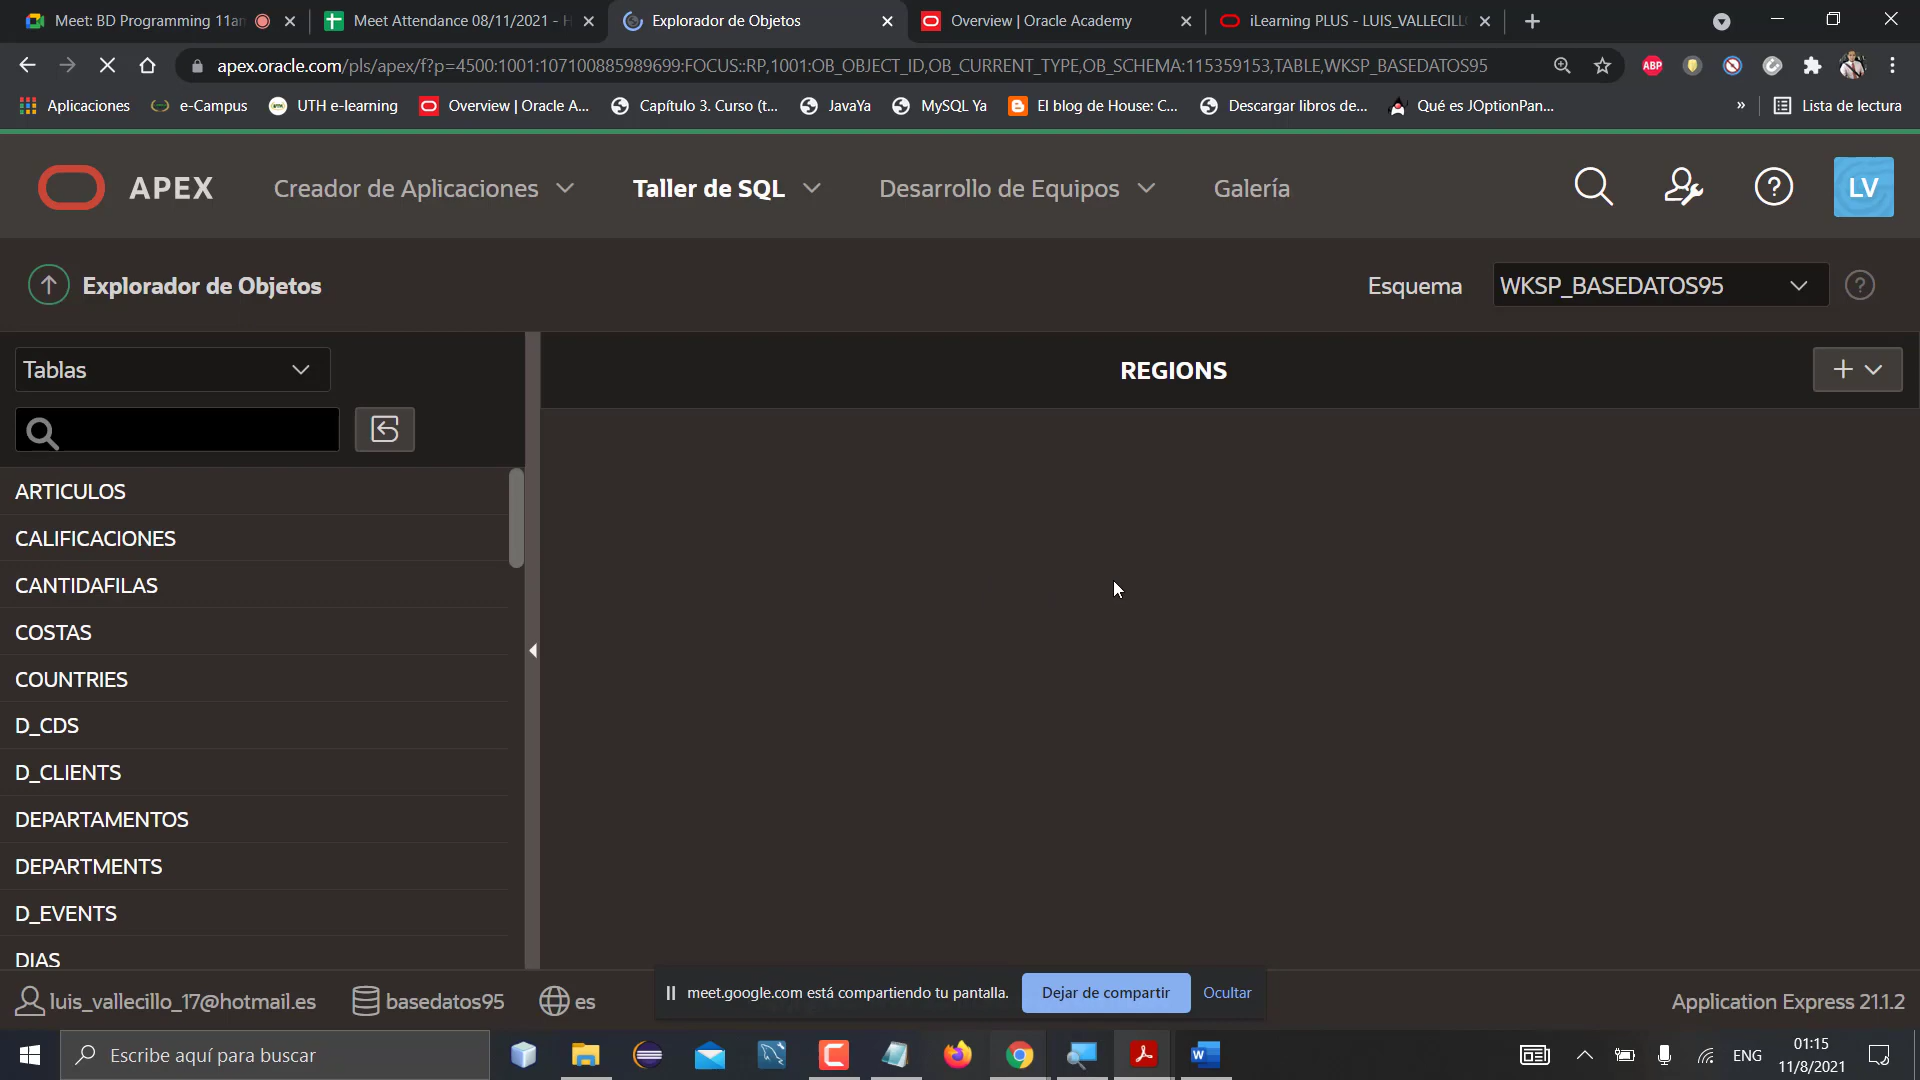 Meet: BD Programming 11am
Meet Attendance 08/11/2021 - H
Explorador de Objetos
Overview | Oracle Academy
iLearning PLUS - LUIS_VALLECILLO
apex.oracle.com/pls/apex/f?p=4500:1001:107100885989699:FOCUS::RP,1001:OB_OBJECT_ID,OB_CURRENT_TYPE,OB_SCHEMA:115359153,TABLE,WKSP_BASEDATOS95
ABP
Aplicaciones
e-Campus
UTH e-learning
Overview | Oracle A...
Capítulo 3. Curso (t...
JavaYa
MySQL Ya
El blog de House: C...
Descargar libros de...
Qué es JOptionPan...
»
Lista de lectura
APEX
Creador de Aplicaciones
Taller de SQL
Desarrollo de Equipos
Galería
LV
Explorador de Objetos
Esquema
WKSP_BASEDATOS95
Tablas
REGIONS
ARTICULOS
CALIFICACIONES
CANTIDAFILAS
COSTAS
COUNTRIES
D_CDS
D_CLIENTS
DEPARTAMENTOS
DEPARTMENTS
D_EVENTS
DIAS
luis_vallecillo_17@hotmail.es
basedatos95
es
meet.google.com está compartiendo tu pantalla.
Dejar de compartir
Ocultar
Application Express 21.1.2
Escribe aquí para buscar
ENG
01:15
11/8/2021